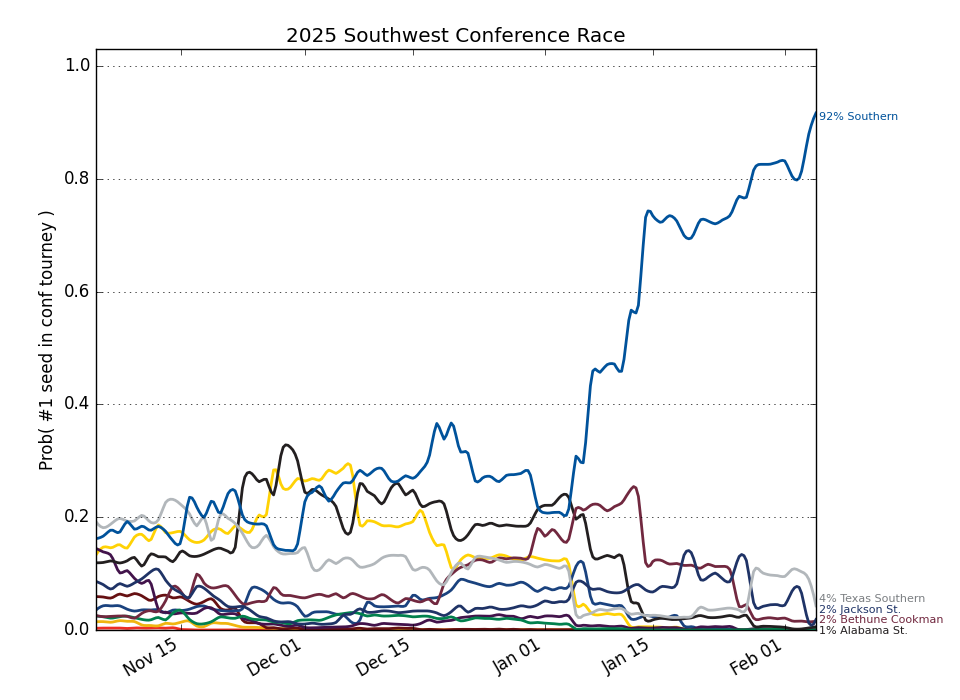 2025 Southwest Conference Race
Prob( #1 seed in conf tourney )
1.0
0.8
0.6
0.4
0.2
0.0
92% Southern
4% Texas Southern
2% Jackson St.
2% Bethune Cookman
1% Alabama St.
Nov 15
Dec 01
Dec 15
Jan 01
Jan 15
Feb 01